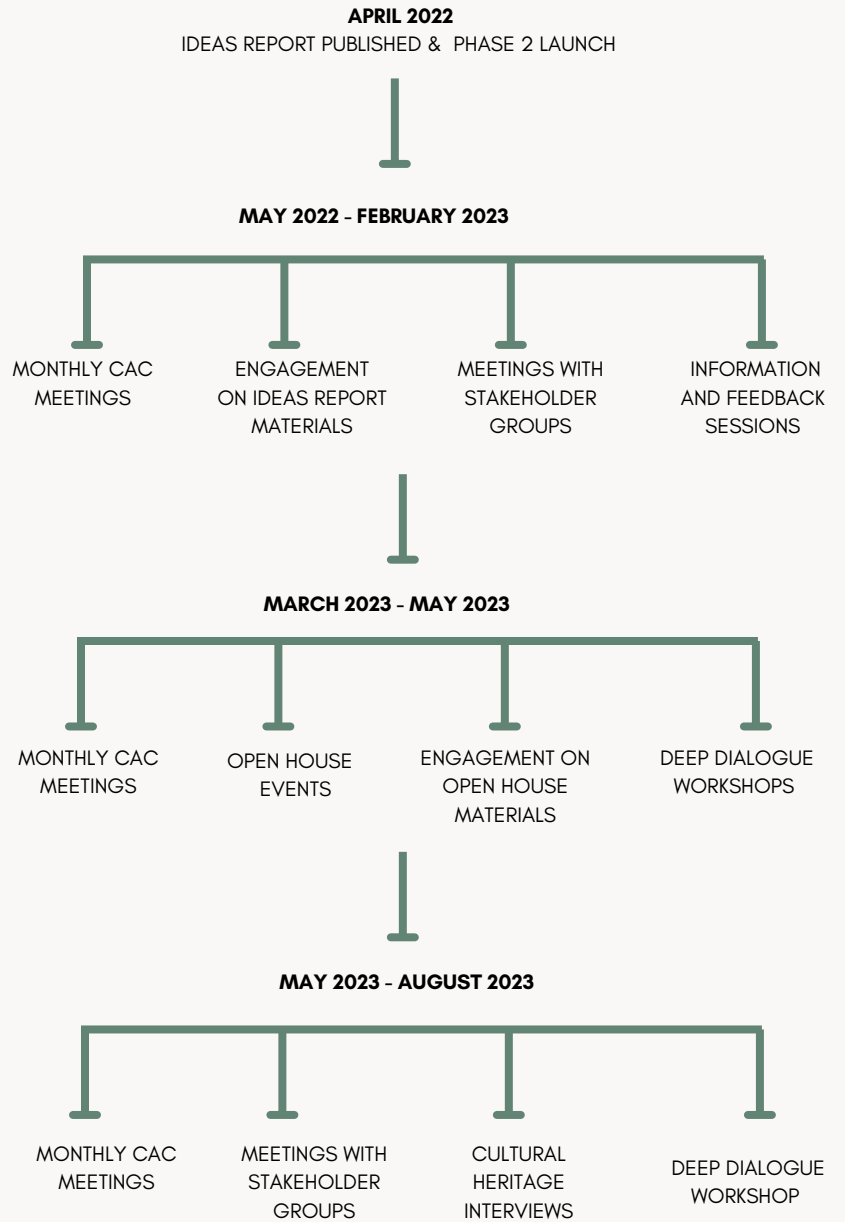 APRIL 2022
IDEAS REPORT PUBLISHED & PHASE 2 LAUNCH
MAY 2022 - FEBRUARY 2023
MONTHLY CAC
MEETINGS
ENGAGEMENT
ON IDEAS REPORT
MATERIALS
MEETINGS WITH
STAKEHOLDER
GROUPS
INFORMATION
AND FEEDBACK
SESSIONS
MARCH 2023 - MAY 2023
MONTHLY CAC
MEETINGS
OPEN HOUSE
EVENTS
ENGAGEMENT ON
OPEN HOUSE
MATERIALS
DEEP DIALOGUE
WORKSHOPS
MAY 2023 - AUGUST 2023
MONTHLY CAC
MEETINGS
MEETINGS WITH
STAKEHOLDER
GROUPS
CULTURAL
HERITAGE
INTERVIEWS
DEEP DIALOGUE
WORKSHOP